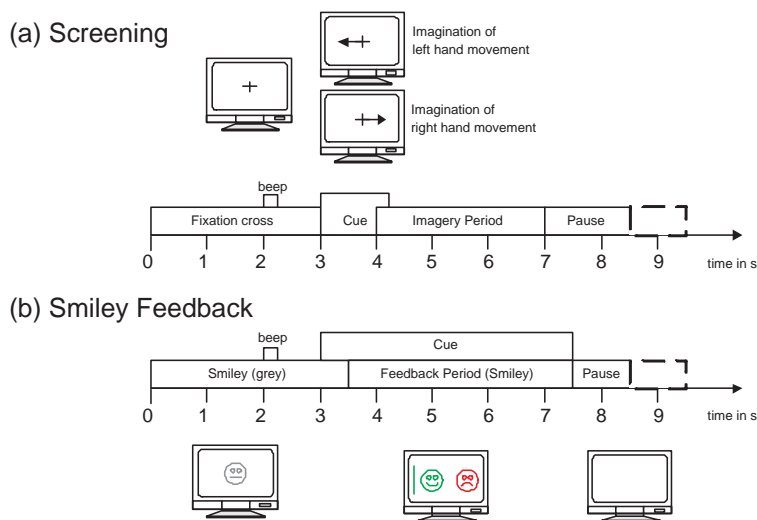 (a) Screening
Imagination of
left hand movement
Imagination of
right hand movement
beep
Fixation cross
Cue
Imagery Period
Pause
0 1 2 3 4 5 6 7 8 9
time in s
(b) Smiley Feedback
beep
Cue
Smiley (grey)
Feedback Period (Smiley)
Pause
0 1 2 3 4 5 6 7 8 9
time in s